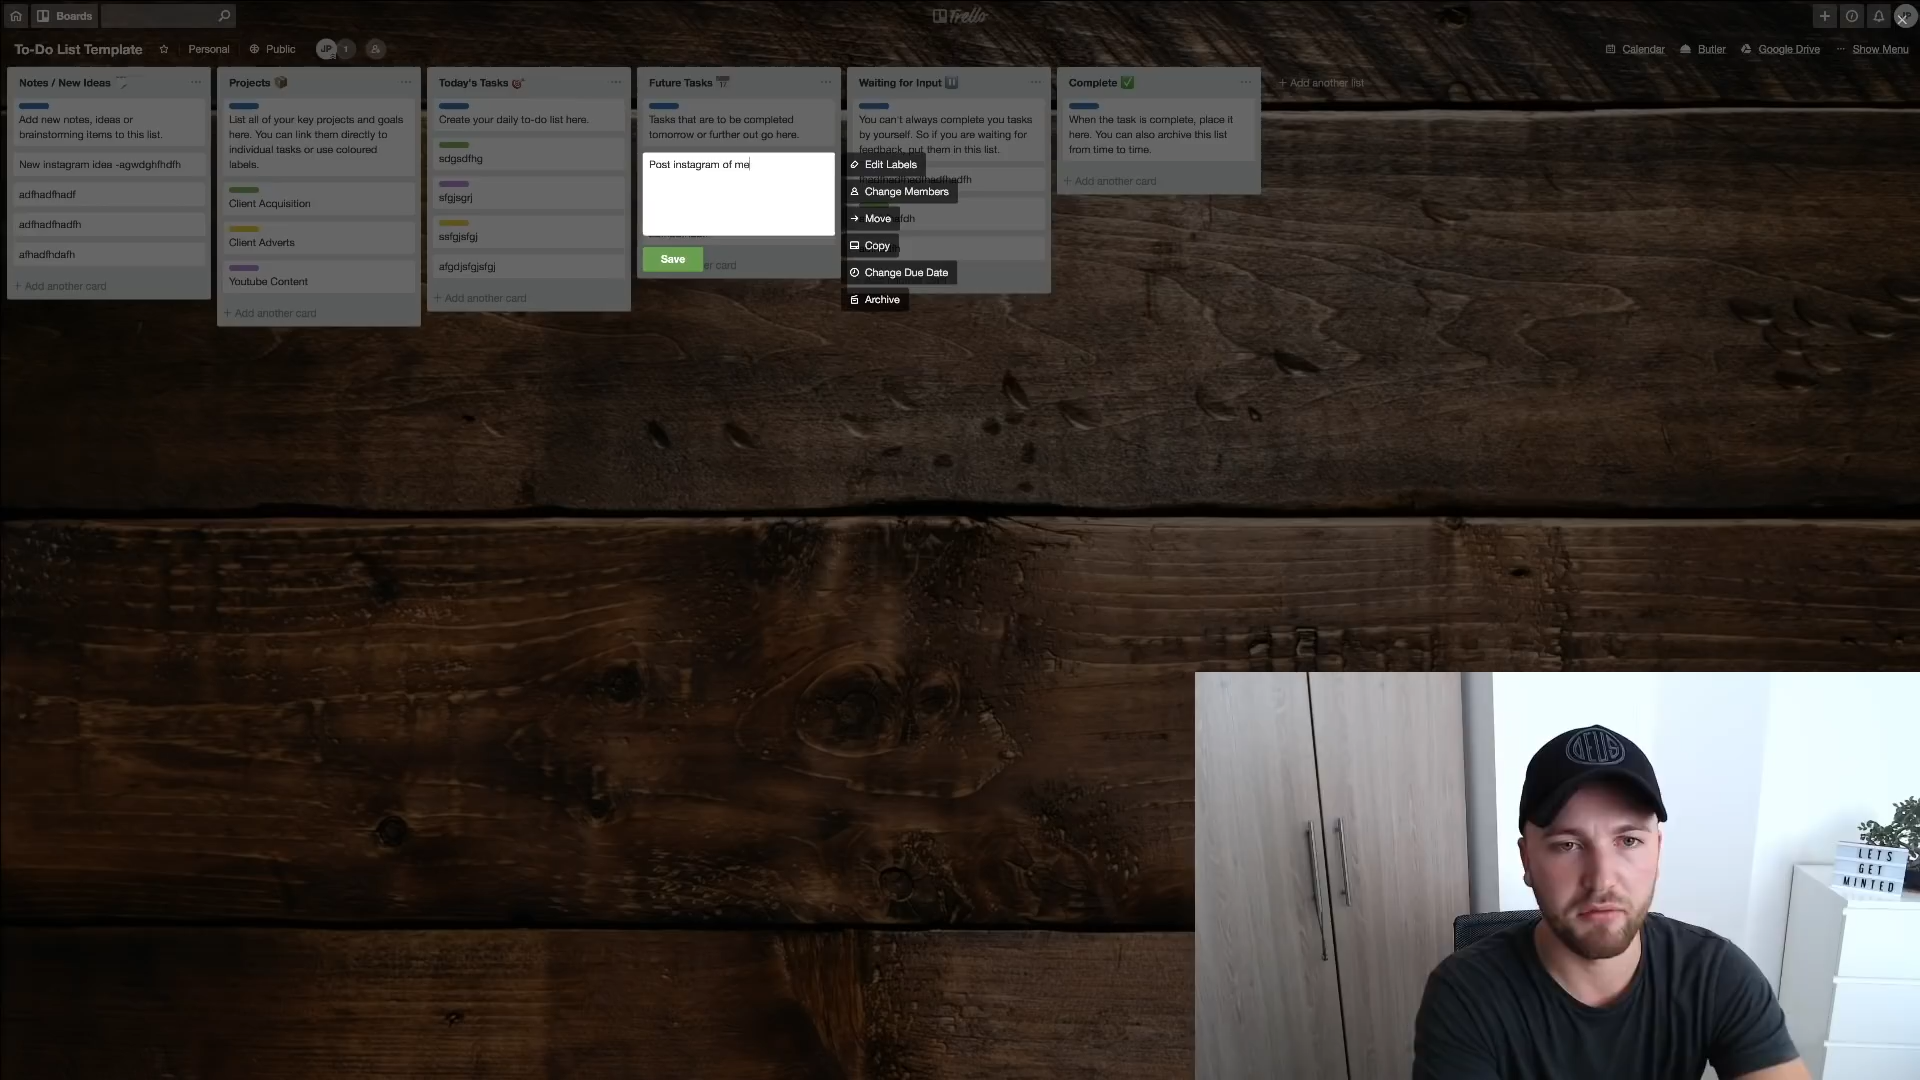 Boards
Trello
To-Do List Template
Personal
Public
JP
1
Calendar
Butler
Google Drive
Show Menu
Notes / New Ideas
Add new notes, ideas or
brainstorming items to this list.
New instagram idea -agwdghfhdfh
adfhadfhadf
adfhadfhadfh
afhadfhdafh
+ Add another card
Projects
List all of your key projects and goals
here. You can link them directly to
individual tasks or use coloured
labels.
Client Acquisition
Client Adverts
Youtube Content
+ Add another card
Today's Tasks
Create your daily to-do list here.
sdgsdfhg
sfgjsgrj
ssfgjsfgj
afgdjsfgjsfgj
+ Add another card
Future Tasks
Tasks that are to be completed
tomorrow or further out go here.
Post instagram of me
Save
er card
Edit Labels
Change Members
Move
Copy
Change Due Date
Archive
Waiting for Input
You can't always complete you tasks
by yourself. So if you are waiting for
feedback, put them in this list.
Complete
When the task is complete, place it
here. You can also archive this list
from time to time.
+ Add another card
+ Add another list
DEUS
LETS
GET
MINTED